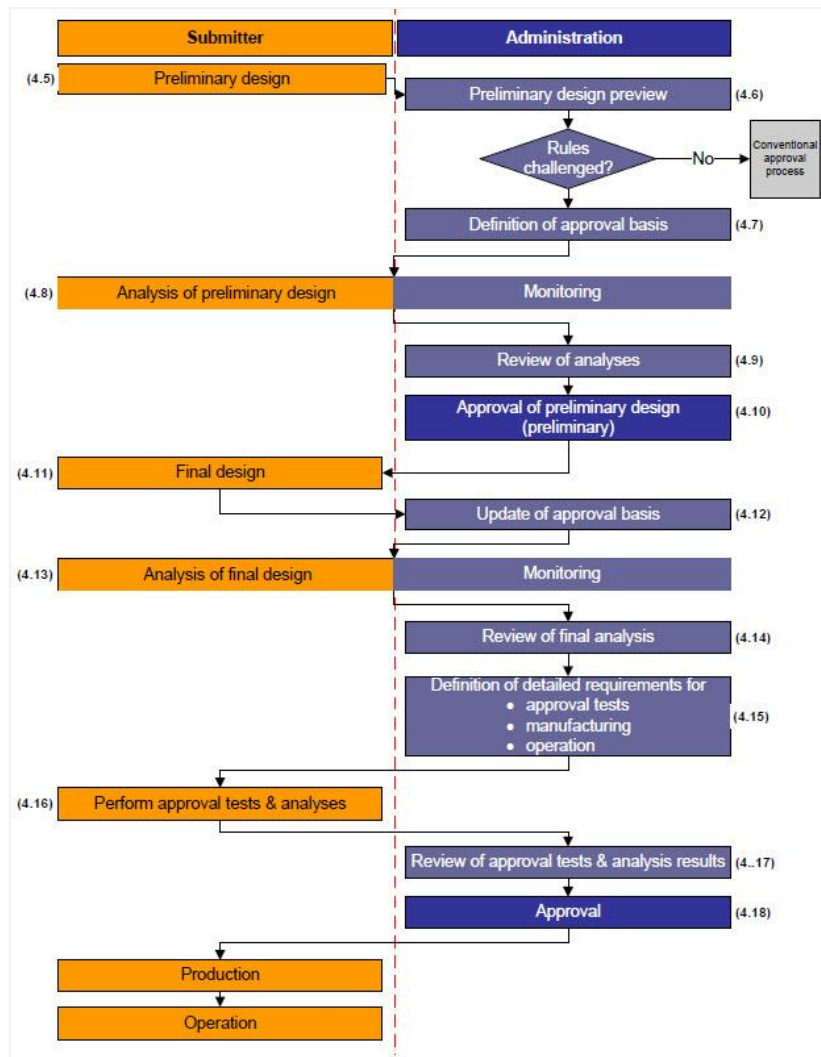 Submitter
Administration
(4.5)
Preliminary design
Preliminary design preview
(4.6)
Rules
challenged?
No
Conventional
approval
process
Definition of approval basis
(4.7)
(4.8)
Analysis of preliminary design
Monitoring
Review of analyses
(4.9)
Approval of preliminary design
(preliminary)
(4.10)
(4.11)
Final design
Update of approval basis
(4.12)
(4.13)
Analysis of final design
Monitoring
Review of final analysis
(4.14)
Definition of detailed requirements for
• approval tests
• manufacturing
• operation
(4.15)
(4.16)
Perform approval tests & analyses
Review of approval tests & analysis results
(4..17)
Approval
(4.18)
Production
Operation